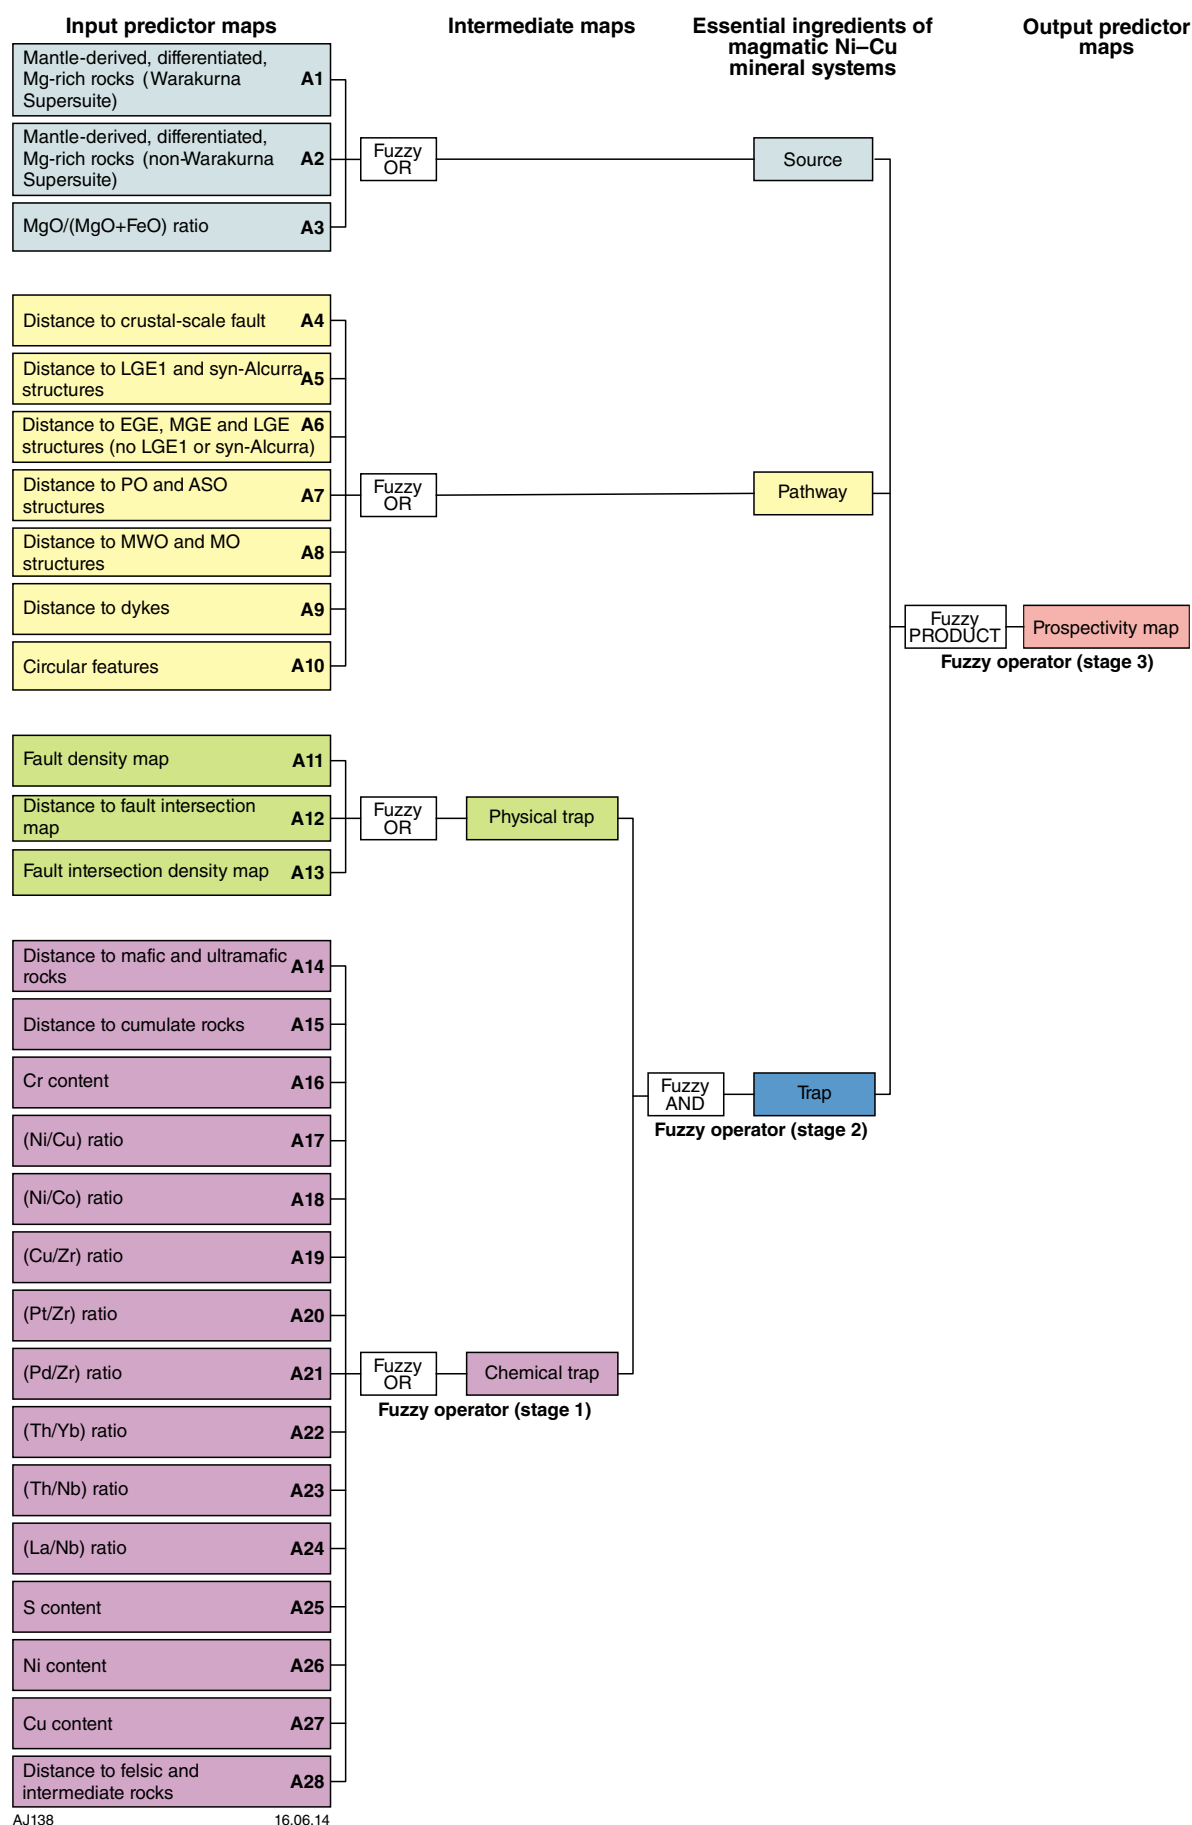 Input predictor maps
Intermediate maps
Essential ingredients of
magmatic Ni–Cu
mineral systems
Output predictor
maps
Mantle-derived, differentiated,
Mg-rich rocks (Warakurna
Supersuite)
A1
Mantle-derived, differentiated,
Mg-rich rocks (non-Warakurna
Supersuite)
A2
MgO/(MgO+FeO) ratio
A3
Fuzzy
OR
Source
Distance to crustal-scale fault
A4
Distance to LGE1 and syn-Alcurra
structures
A5
Distance to EGE, MGE and LGE
structures (no LGE1 or syn-Alcurra)
A6
Distance to PO and ASO
structures
A7
Distance to MWO and MO
structures
A8
Distance to dykes
A9
Circular features
A10
Fuzzy
OR
Pathway
Fuzzy
PRODUCT
Prospectivity map
Fuzzy operator (stage 3)
Fault density map
A11
Distance to fault intersection
map
A12
Fault intersection density map
A13
Fuzzy
OR
Physical trap
Distance to mafic and ultramafic
rocks
A14
Distance to cumulate rocks
A15
Cr content
A16
(Ni/Cu) ratio
A17
(Ni/Co) ratio
A18
(Cu/Zr) ratio
A19
(Pt/Zr) ratio
A20
(Pd/Zr) ratio
A21
(Th/Yb) ratio
A22
(Th/Nb) ratio
A23
(La/Nb) ratio
A24
S content
A25
Ni content
A26
Cu content
A27
Distance to felsic and
intermediate rocks
A28
Fuzzy
OR
Chemical trap
Fuzzy operator (stage 1)
Fuzzy
AND
Trap
Fuzzy operator (stage 2)
AJ138
16.06.14